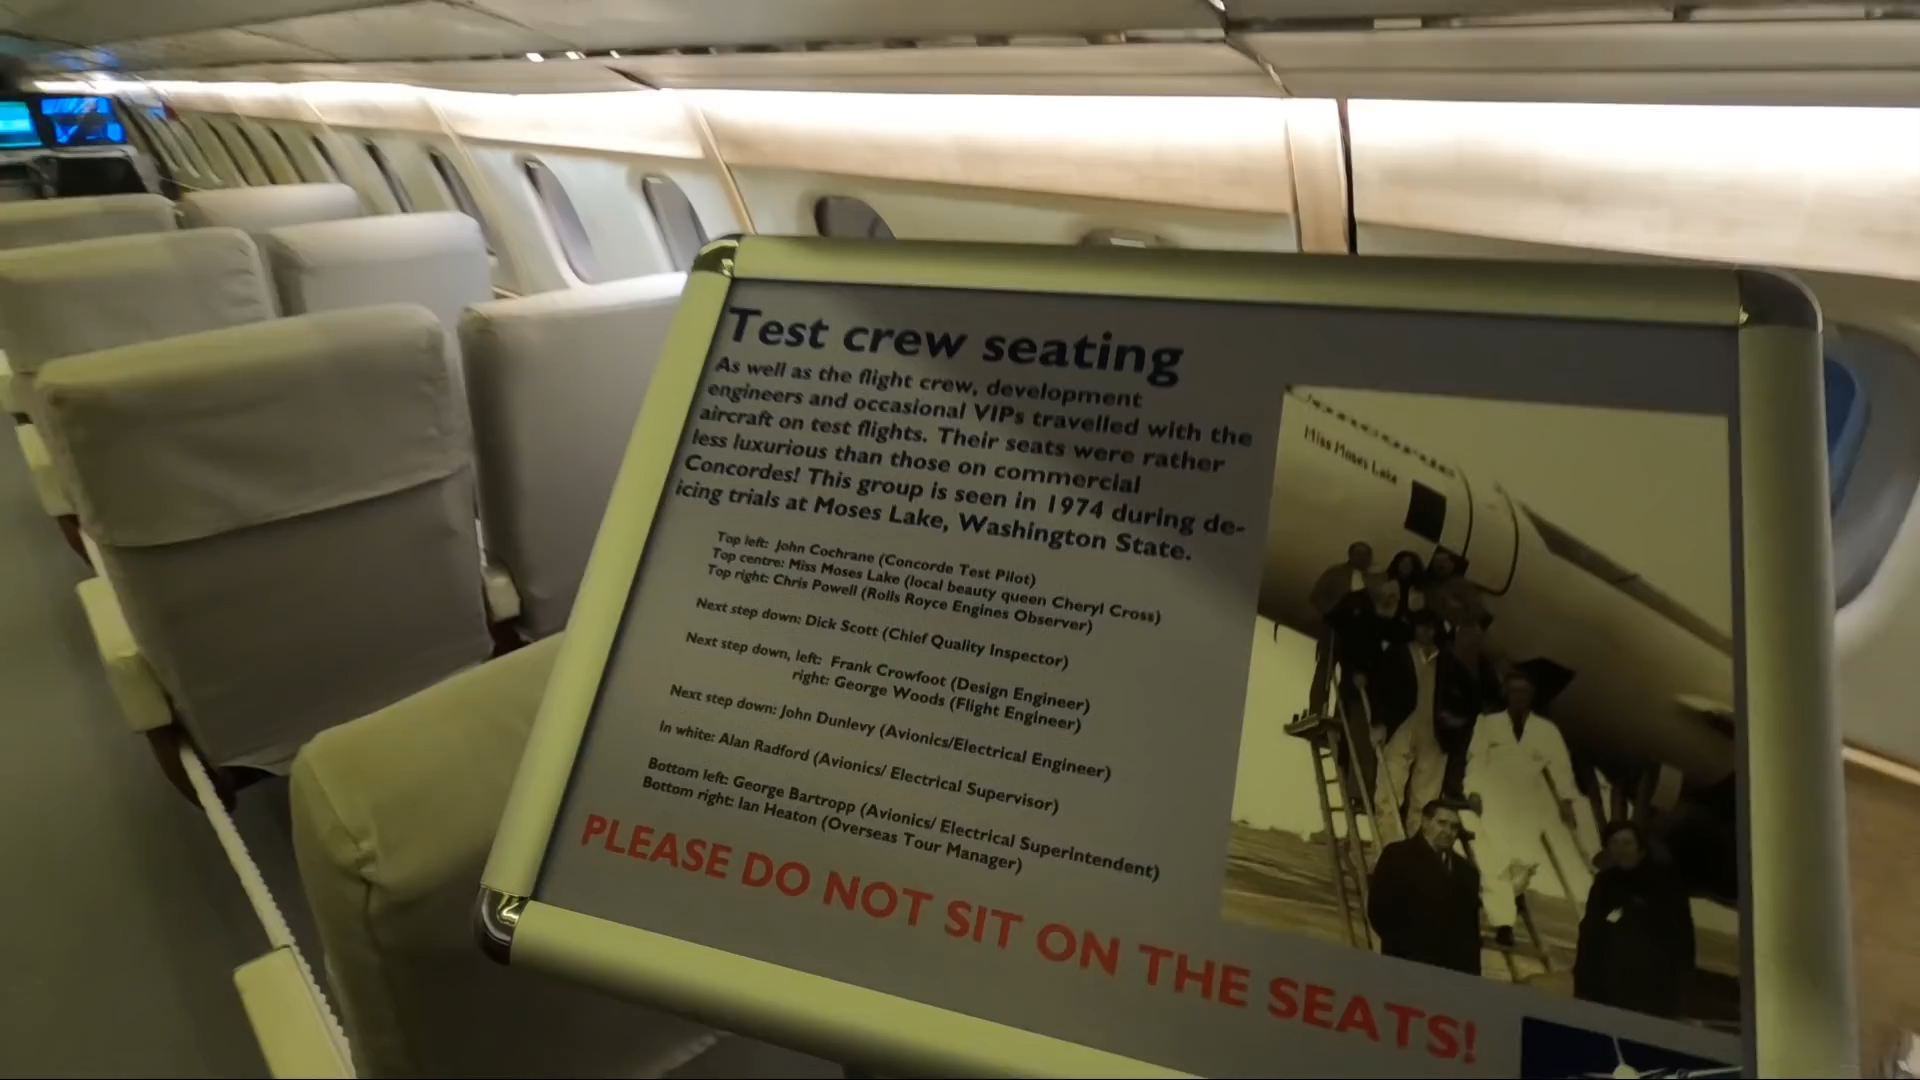 Test crew seating
As well as the flight crew, development
engineers and occasional VIPs travelled with the
aircraft on test flights. Their seats were rather
less luxurious than those on commercial
Concordes! This group is seen in 1974 during de-
icing trials at Moses Lake, Washington State.
Top left: John Cochrane (Concorde Test Pilot)
Top centre: Miss Moses Lake (local beauty queen Cheryl Cross)
Top right: Chris Powell (Rolls Royce Engines Observer)
Next step down: Dick Scott (Chief Quality Inspector)
Next step down, left: Frank Crowfoot (Design Engineer)
right: George Woods (Flight Engineer)
Next step down: John Dunlevy (Avionics/Electrical Engineer)
In white: Alan Radford (Avionics/ Electrical Supervisor)
Bottom left: George Bartropp (Avionics/ Electrical Superintendent)
Bottom right: Ian Heaton (Overseas Tour Manager)
PLEASE DO NOT SIT ON THE SEATS!
Miss Moses Lake